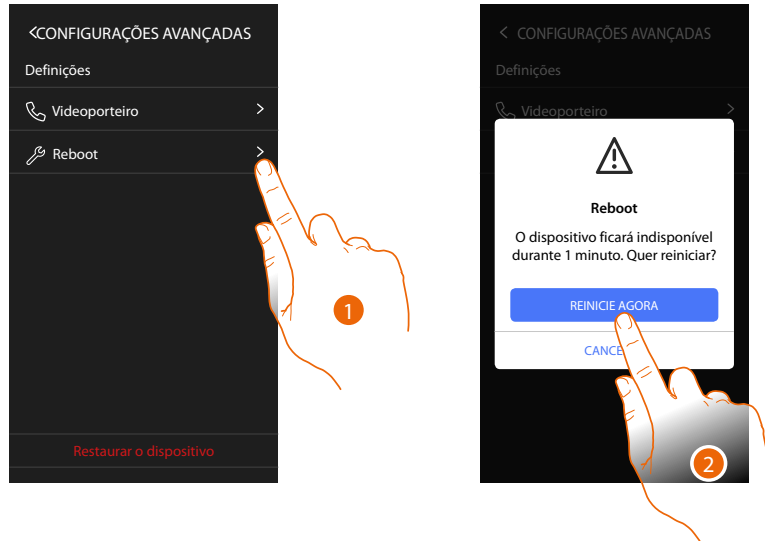 CONFIGURAÇÕES AVANÇADAS
Definições
Videoporteiro
Reboot
Restaurar o dispositivo
1
CONFIGURAÇÕES AVANÇADAS
Definições
Videoporteiro
Reboot
O dispositivo ficará indisponível
durante 1 minuto. Quer reiniciar?
REINICIE AGORA
CANCE
2